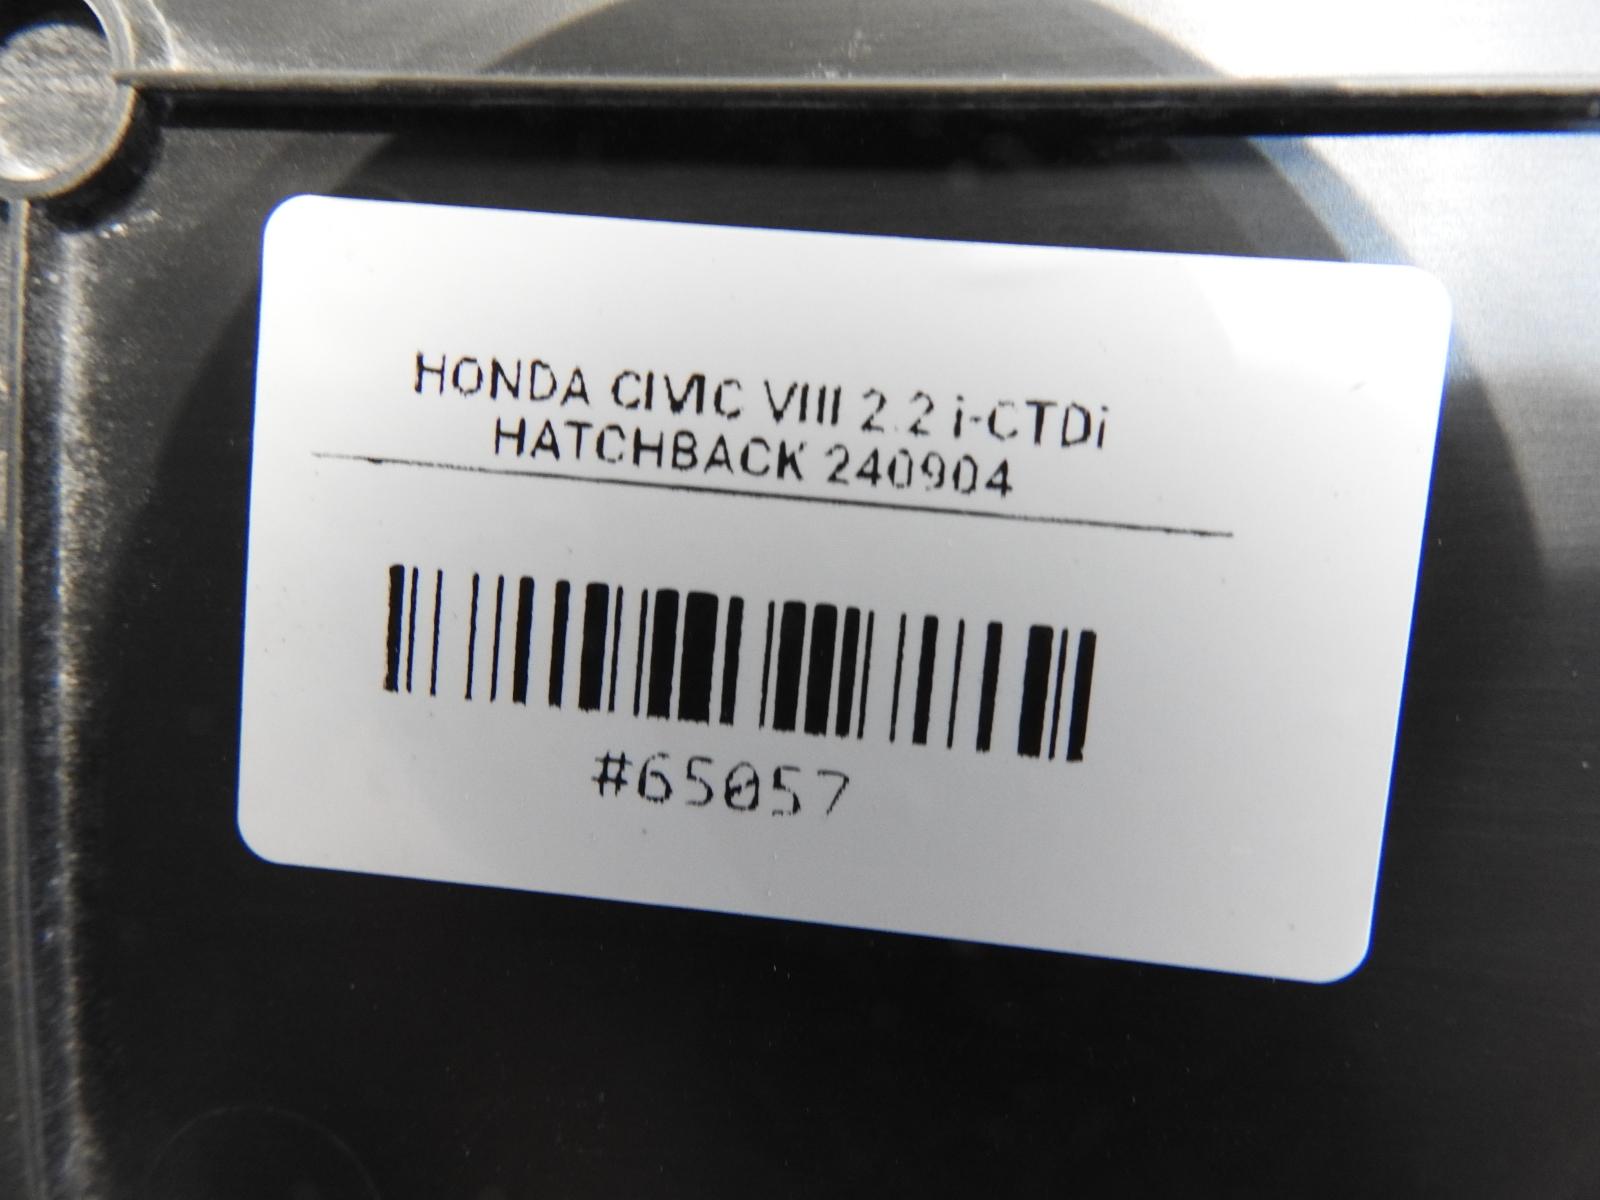 HONDA CIVIC VIII 2.2 i-CTDi
HATCHBACK 240904
#65057